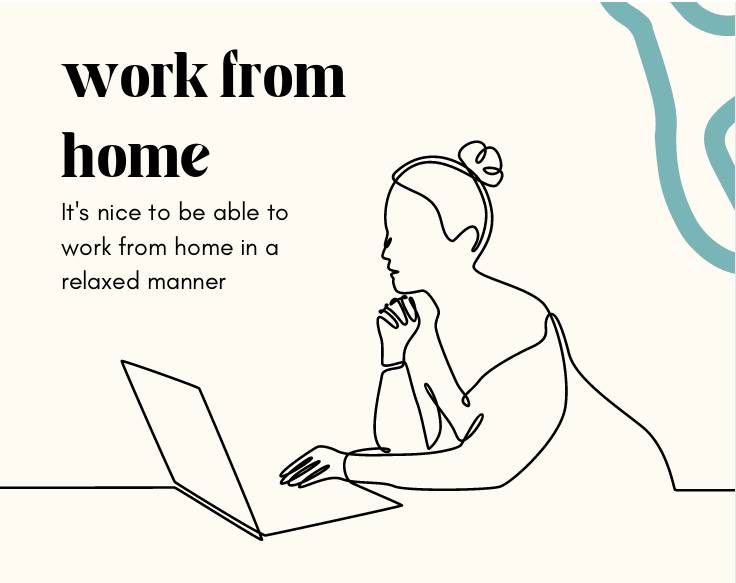 work from
home
It's nice to be able to
work from home in a
relaxed manner